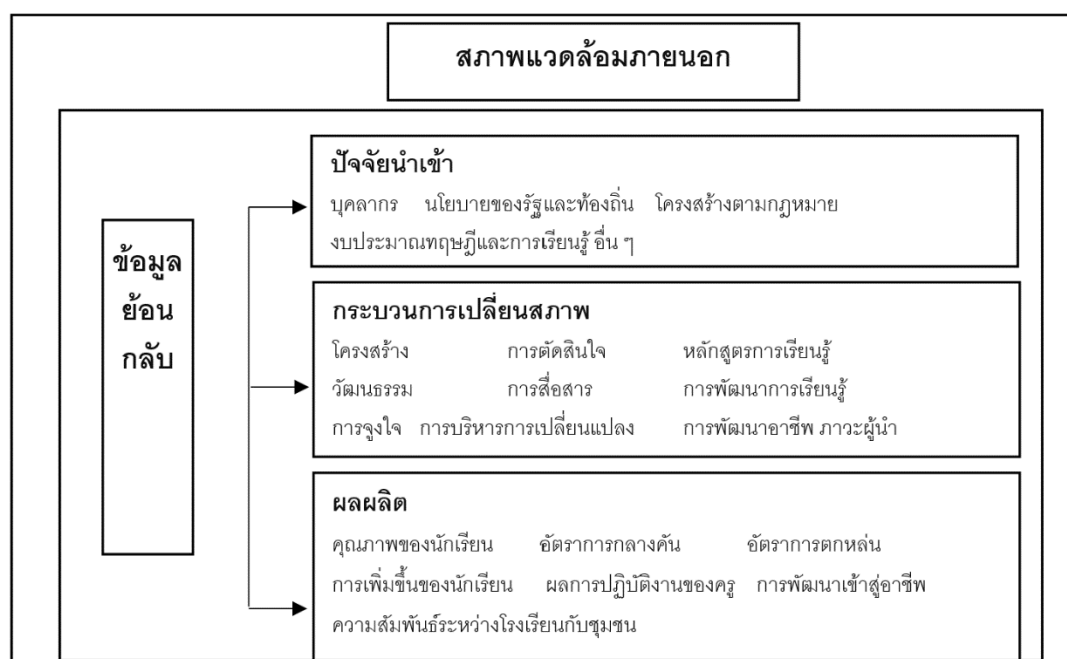 สภาพแวดล้อมภายนอก
ข้อมูล
ย้อน
กลับ
ปัจจัยนำเข้า
บุคลากร นโยบายของรัฐและท้องถิ่น โครงสร้างตามกฎหมาย
งบประมาณทฤษฎีและการเรียนรู้ อื่น ๆ
กระบวนการเปลี่ยนสภาพ
โครงสร้าง การตัดสินใจ หลักสูตรการเรียนรู้
วัฒนธรรม การสื่อสาร การพัฒนาการเรียนรู้
การจูงใจ การบริหารการเปลี่ยนแปลง การพัฒนาอาชีพ ภาวะผู้นำ
ผลผลิต
คุณภาพของนักเรียน อัตราการกลางคัน อัตราการตกหล่น
การเพิ่มขึ้นของนักเรียน ผลการปฏิบัติงานของครู การพัฒนาเข้าสู่อาชีพ
ความสัมพันธ์ระหว่างโรงเรียนกับชุมชน